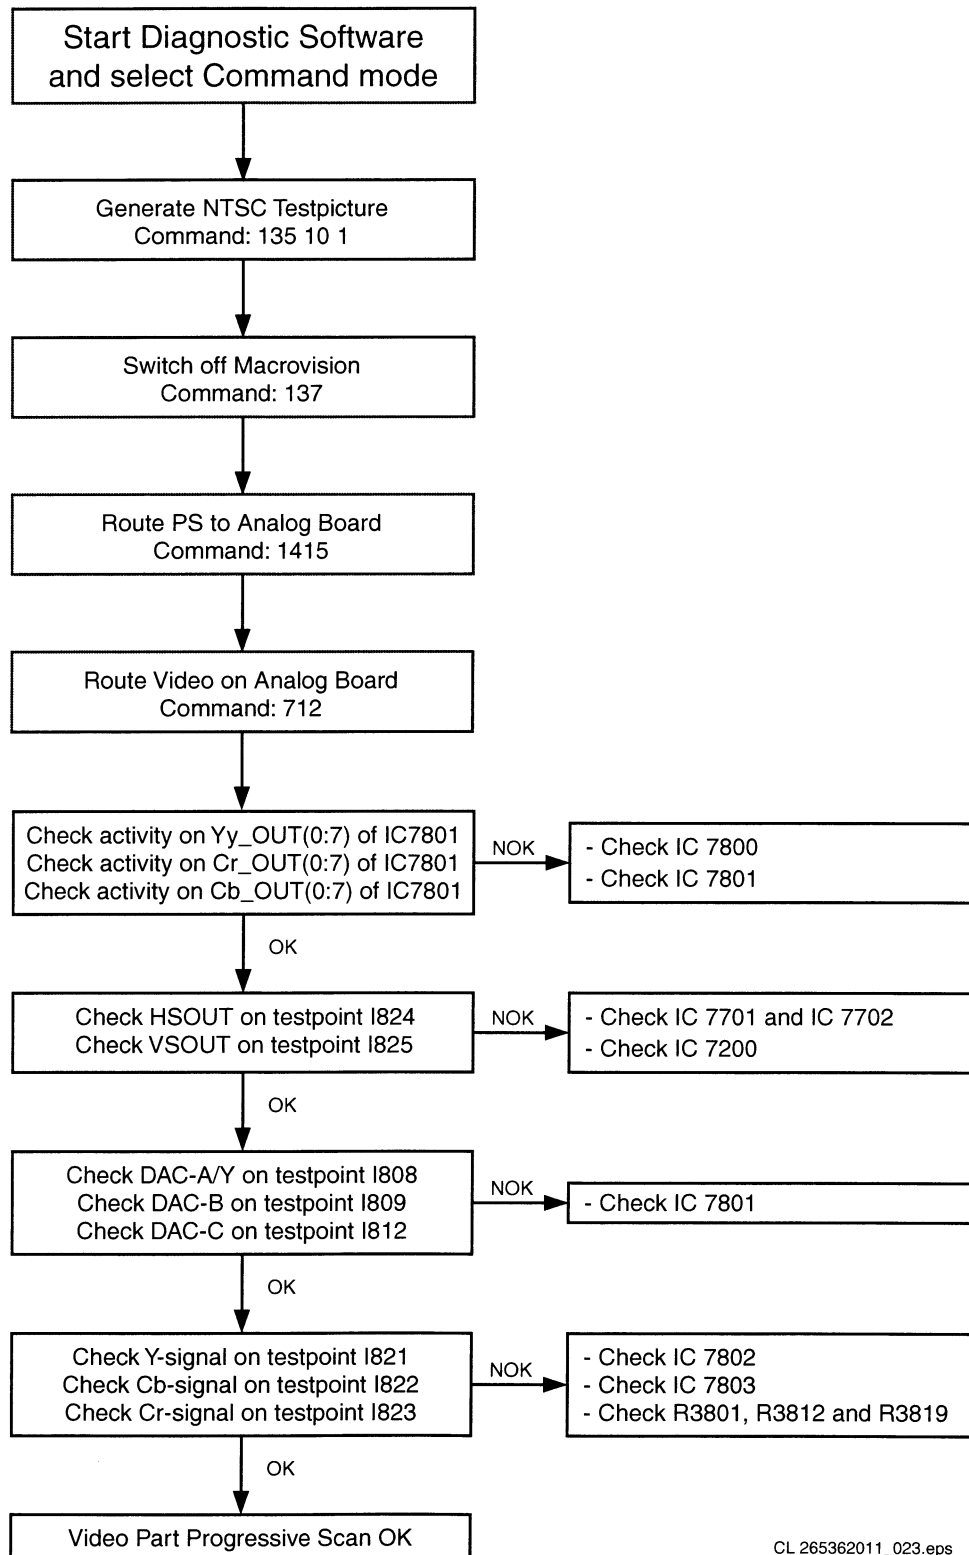 Start Diagnostic Software
and select Command mode
Generate NTSC Testpicture
Command: 135 10 1
Switch off Macrovision
Command: 137
Route PS to Analog Board
Command: 1415
Route Video on Analog Board
Command: 712
Check activity on Yy_OUT(0:7) of IC7801
Check activity on Cr_OUT(0:7) of IC7801
Check activity on Cb_OUT(0:7) of IC7801
NOK
- Check IC 7800
- Check IC 7801
OK
Check HSOUT on testpoint I824
Check VSOUT on testpoint I825
NOK
- Check IC 7701 and IC 7702
- Check IC 7200
OK
Check DAC-A/Y on testpoint I808
Check DAC-B on testpoint I809
Check DAC-C on testpoint I812
NOK
- Check IC 7801
OK
Check Y-signal on testpoint I821
Check Cb-signal on testpoint I822
Check Cr-signal on testpoint I823
NOK
- Check IC 7802
- Check IC 7803
- Check R3801, R3812 and R3819
OK
Video Part Progressive Scan OK
CL 265362011_023.eps